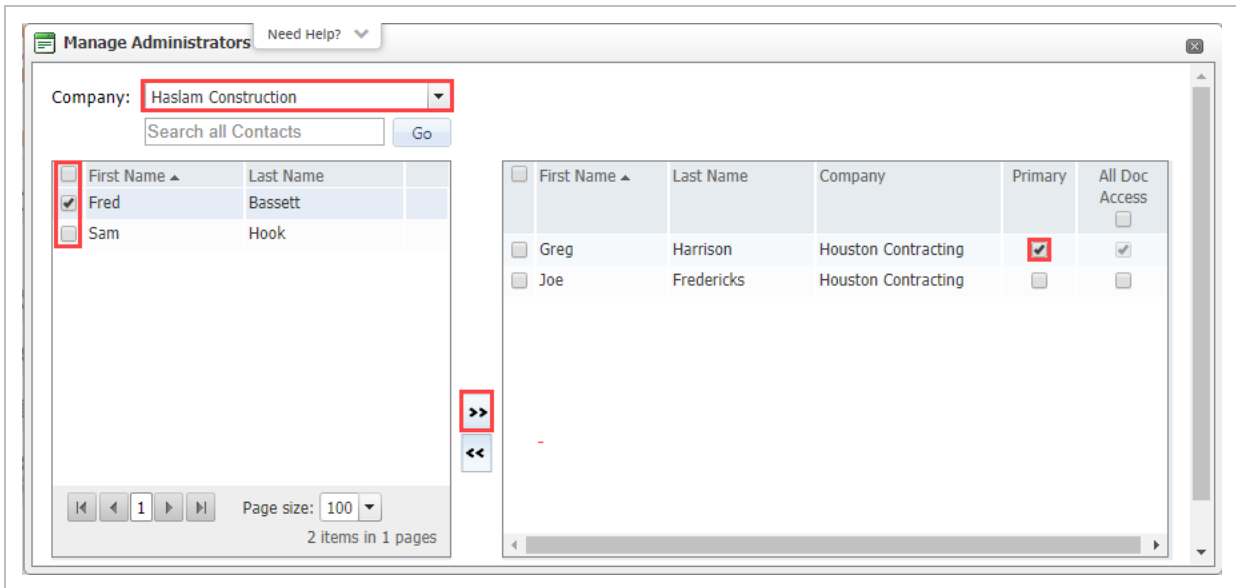 Manage Administrators
Need Help?
Company: Haslam Construction
Search all Contacts Go
First Name Last Name
Fred Bassett
Sam Hook
1 Page size: 100
2 items in 1 pages
>>
<<
First Name Last Name Company Primary All Doc
Access
Greg Harrison Houston Contracting
Joe Fredericks Houston Contracting